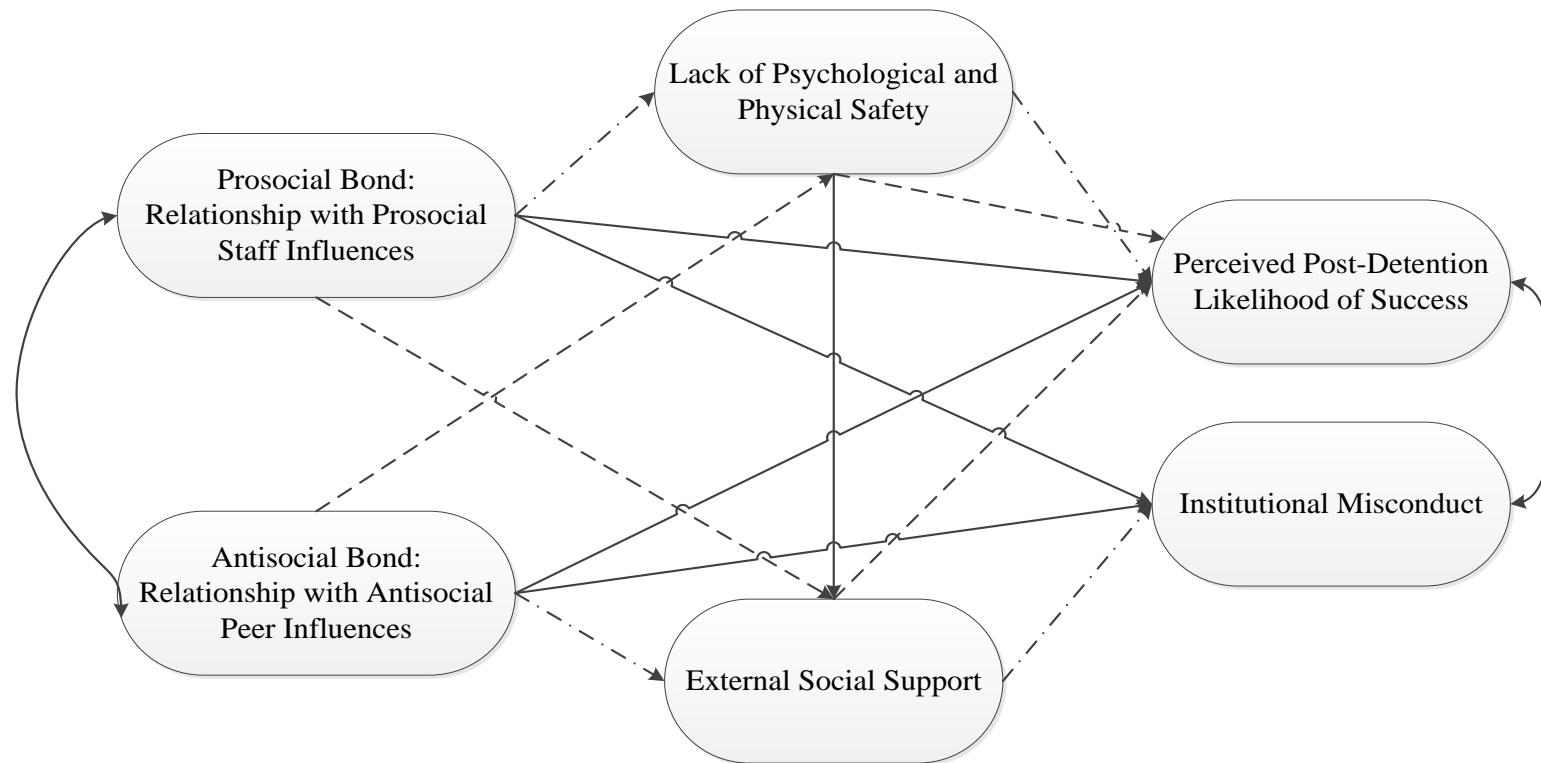 Lack of Psychological and
Physical Safety
Prosocial Bond:
Relationship with Prosocial
Staff Influences
Perceived Post-Detention
Likelihood of Success
Institutional Misconduct
Antisocial Bond:
Relationship with Antisocial
Peer Influences
External Social Support